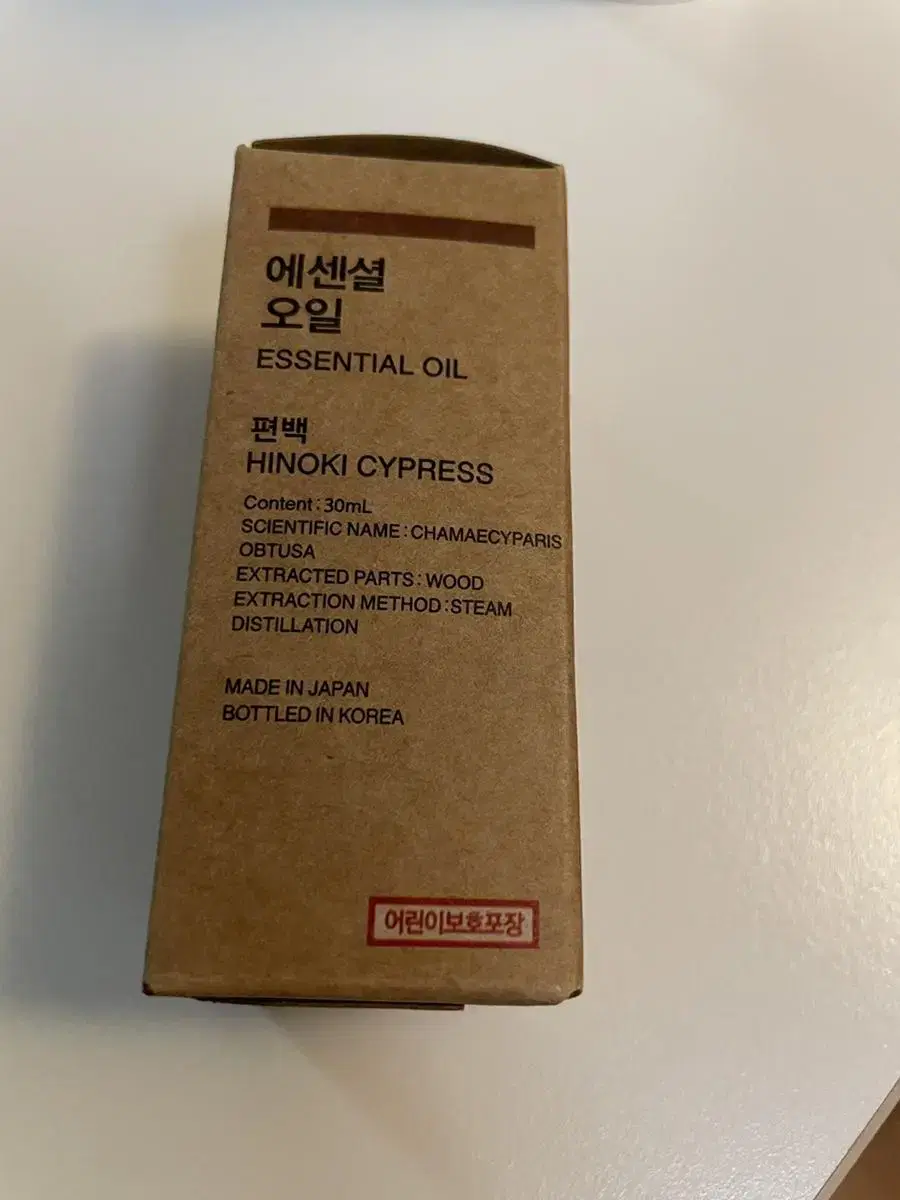 에센셜
오일
ESSENTIAL OIL
편백
HINOKI CYPRESS
Content : 30mL
SCIENTIFIC NAME : CHAMAECYPARIS
OBTUSA
EXTRACTED PARTS : WOOD
EXTRACTION METHOD : STEAM
DISTILLATION
MADE IN JAPAN
BOTTLED IN KOREA
어린이보호포장